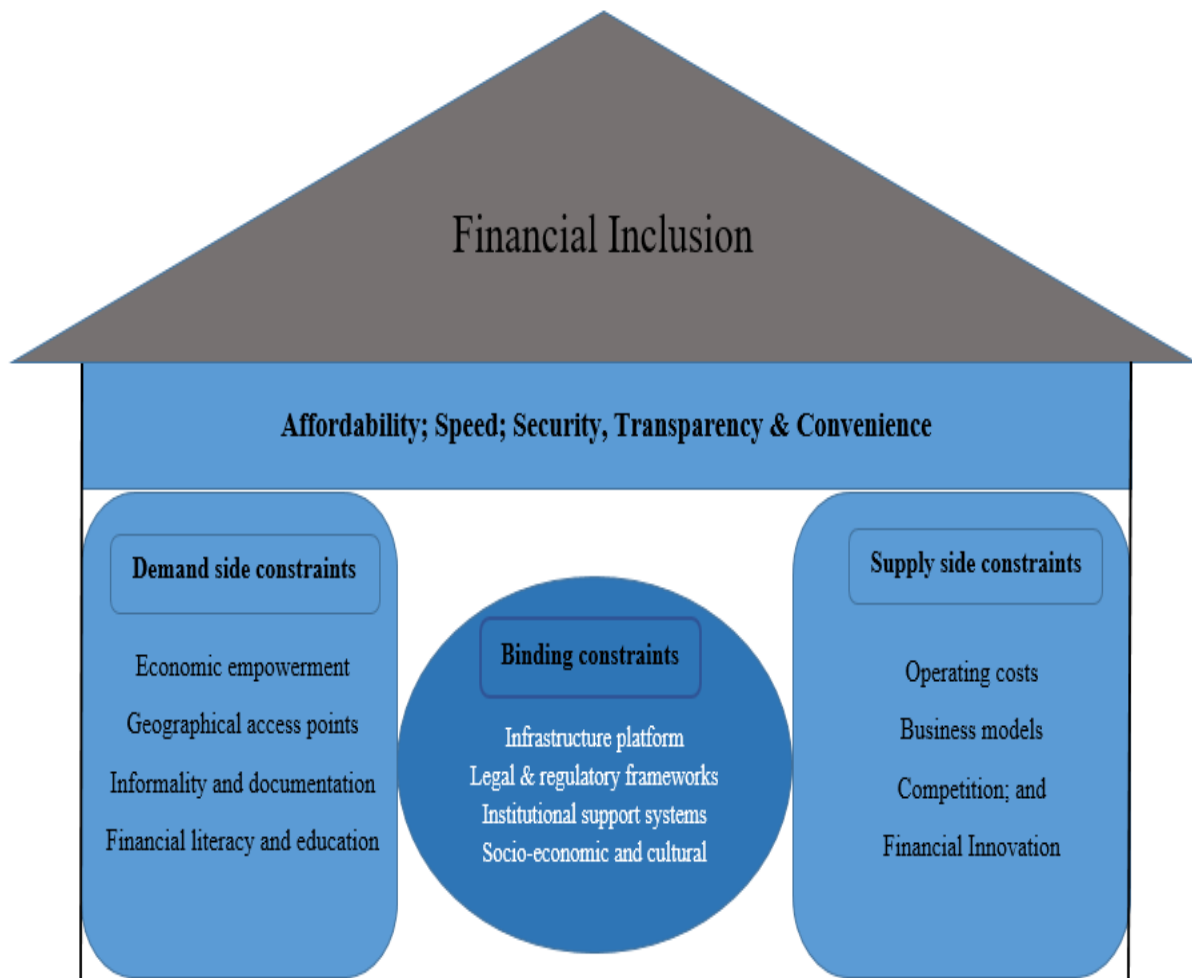 Financial Inclusion
Affordability; Speed; Security, Transparency & Convenience
Demand side constraints
Economic empowerment
Geographical access points
Informality and documentation
Financial literacy and education
Binding constraints
Infrastructure platform
Legal & regulatory frameworks
Institutional support systems
Socio-economic and cultural
Supply side constraints
Operating costs
Business models
Competition; and
Financial Innovation